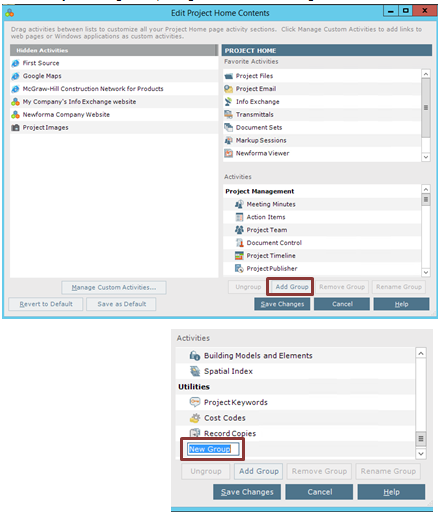 Edit Project Home Contents
Drag activities between lists to customize all your Project Home page activity sections. Click Manage Custom Activities to add links to
web pages or Windows applications as custom activities.
Hidden Activities
First Source
Google Maps
McGraw-Hill Construction Network for Products
My Company's Info Exchange website
Newforma Company Website
Project Images
PROJECT HOME
Favorite Activities
Project Files
Project Email
Info Exchange
Transmittals
Document Sets
Markup Sessions
Newforma Viewer
Activities
Project Management
Meeting Minutes
Action Items
Project Team
Document Control
Project Timeline
ProjectPublisher
Manage Custom Activities...
Ungroup Add Group Remove Group Rename Group
Revert to Default Save as Default
Save Changes Cancel Help
Activities
Building Models and Elements
Spatial Index
Utilities
Project Keywords
Cost Codes
Record Copies
New Group
Ungroup Add Group Remove Group Rename Group
Save Changes Cancel Help